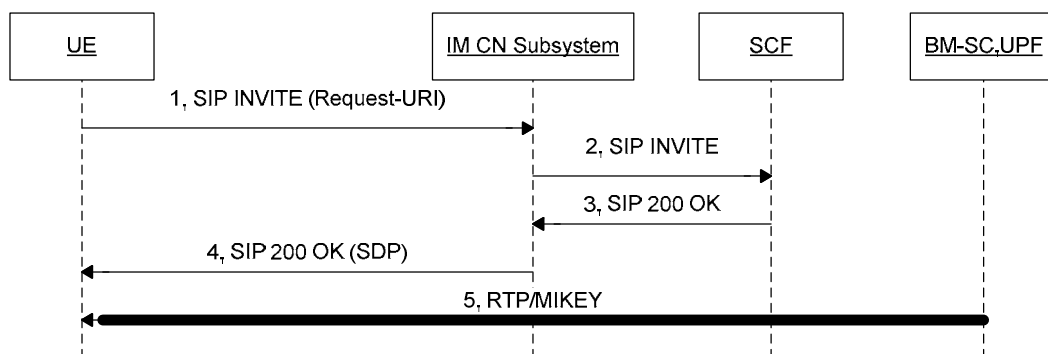 UE
IM CN Subsystem
SCF
BM-SC,UPF
1, SIP INVITE (Request-URI)
2, SIP INVITE
3, SIP 200 OK
4, SIP 200 OK (SDP)
5, RTP/MIKEY